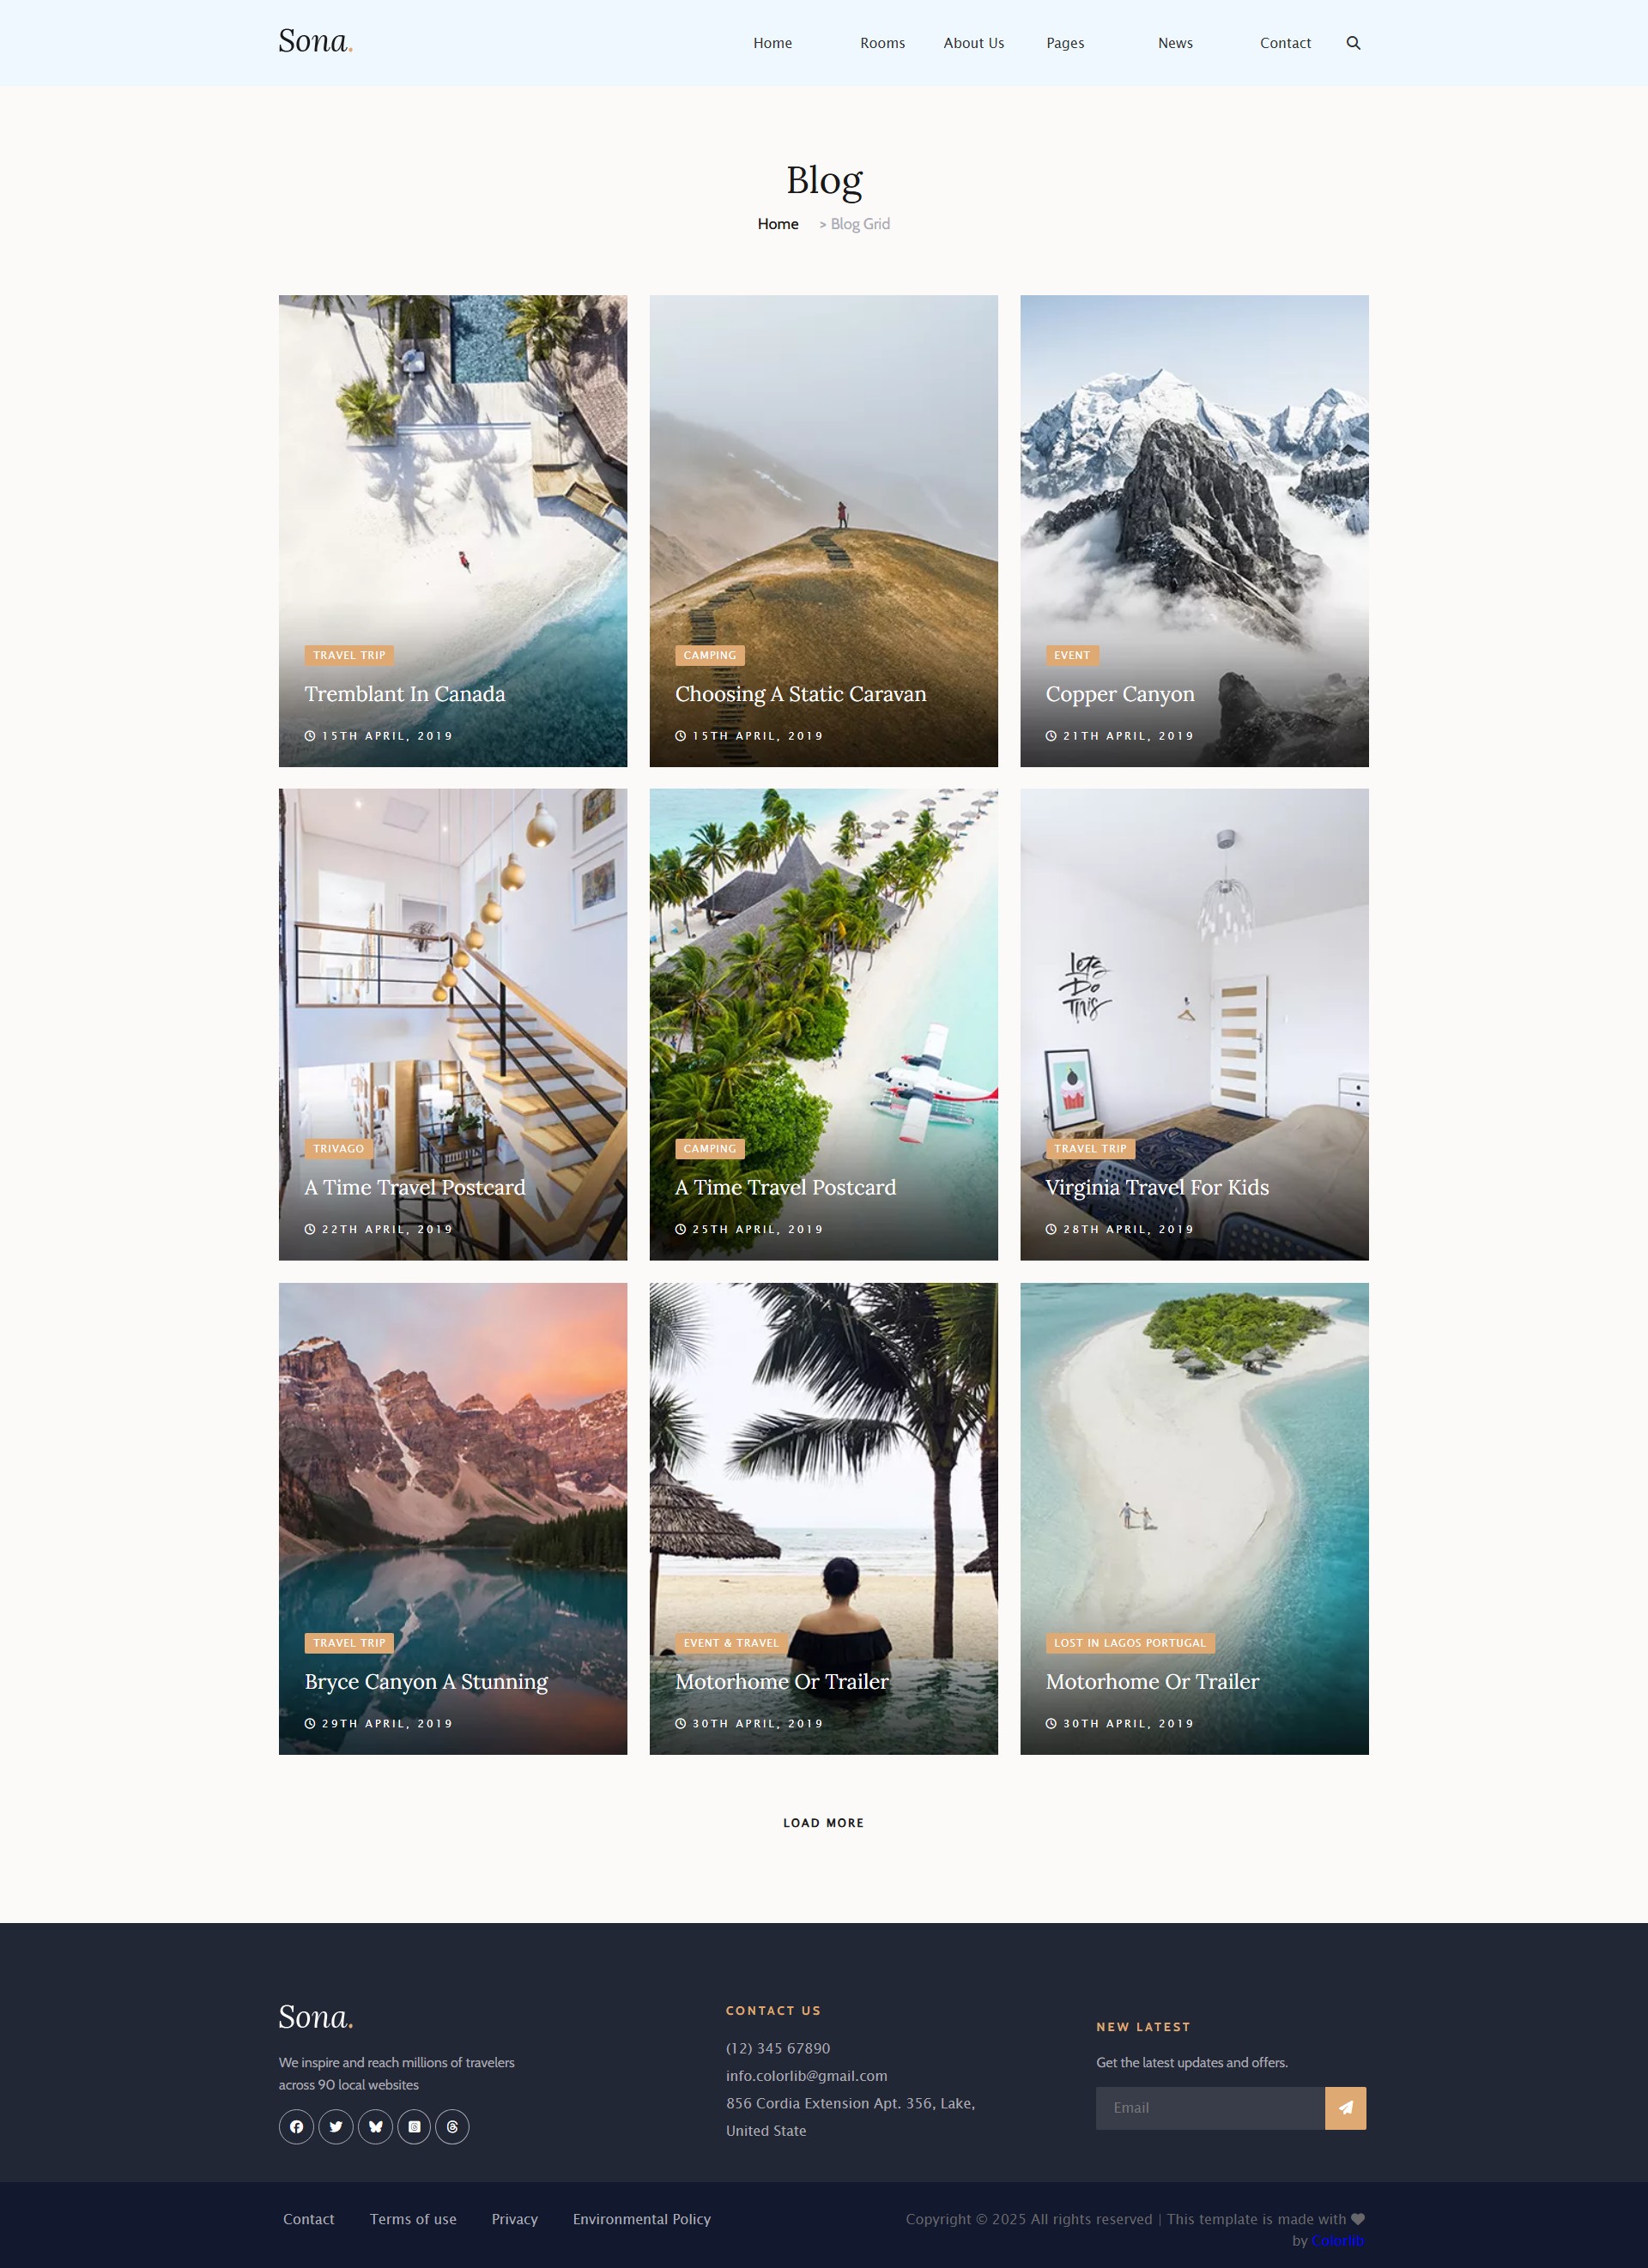 Sona.
Home
Rooms
About Us
Pages
News
Contact
Blog
Home > Blog Grid
TRAVEL TRIP
Tremblant In Canada
15TH APRIL, 2019
CAMPING
Choosing A Static Caravan
15TH APRIL, 2019
EVENT
Copper Canyon
21TH APRIL, 2019
TRIVAGO
A Time Travel Postcard
22TH APRIL, 2019
CAMPING
A Time Travel Postcard
25TH APRIL, 2019
Lets
Do
This
TRAVEL TRIP
Virginia Travel For Kids
28TH APRIL, 2019
TRAVEL TRIP
Bryce Canyon A Stunning
29TH APRIL, 2019
EVENT & TRAVEL
Motorhome Or Trailer
30TH APRIL, 2019
LOST IN LAGOS PORTUGAL
Motorhome Or Trailer
30TH APRIL, 2019
LOAD MORE
Sona.
We inspire and reach millions of travelers
across 90 local websites
CONTACT US
(12) 345 67890
info.colorlib@gmail.com
856 Cordia Extension Apt. 356, Lake,
United State
NEW LATEST
Get the latest updates and offers.
Email
Contact
Terms of use
Privacy
Environmental Policy
Copyright © 2025 All rights reserved | This template is made with
by Colorlib